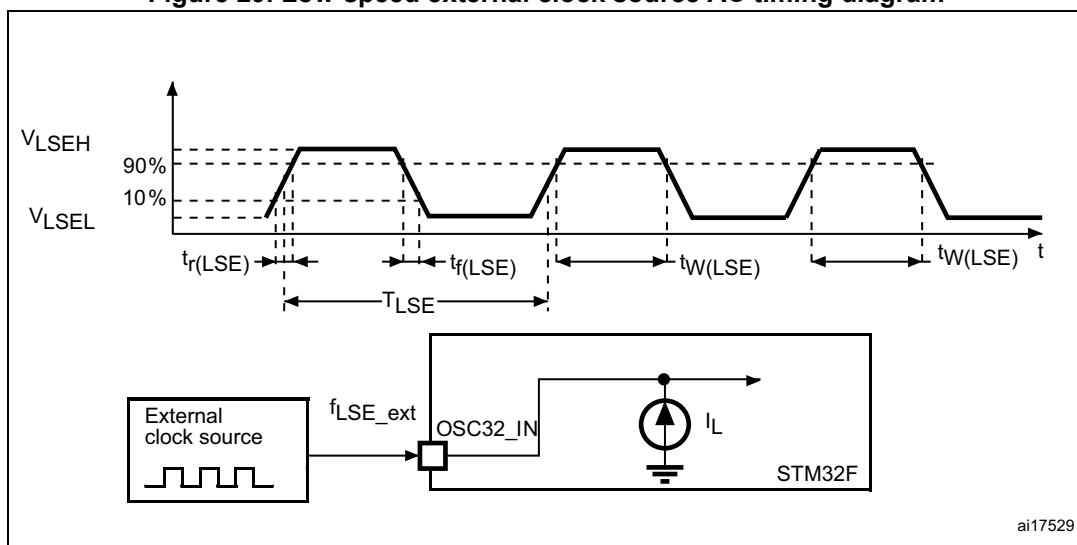 Figure 29. Low-speed external clock source AC timing diagram
VLSEH
90%
10%
VLSEL
tr(LSE)
tf(LSE)
tW(LSE)
tW(LSE)
t
TLSE
External
clock source
fLSE_ext
OSC32_IN
IL
STM32F
ai17529